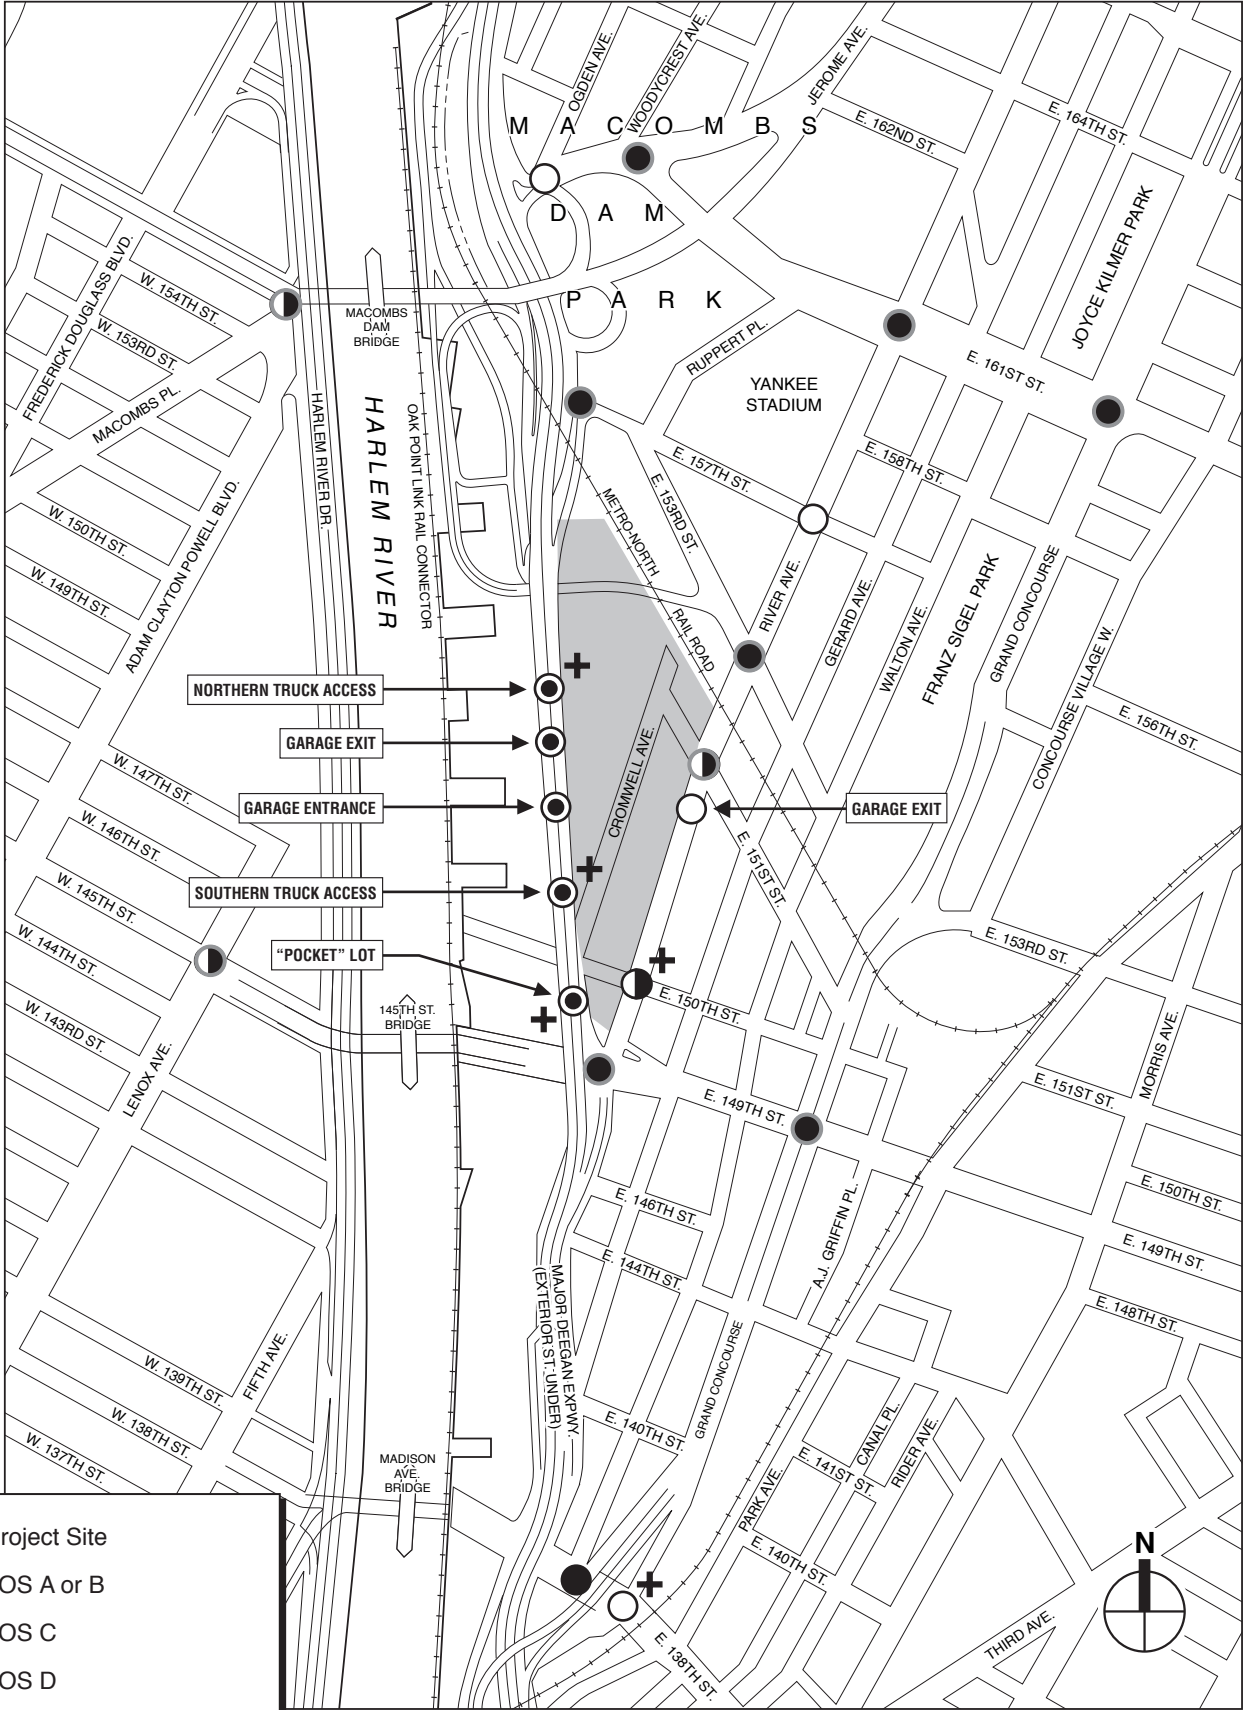 OGDEN AVE.
WOODYCREST AVE.
JEROME AVE.
MACOMBS
E. 162ND ST.
E. 164TH ST.
DAM
JOYCE KILMER PARK
FREDERICK DOUGLASS BLVD.
W. 154TH ST.
PARK
MACOMBS
DAM
BRIDGE
W. 153RD ST.
RUPPERT PL.
E. 161ST ST.
YANKEE
STADIUM
MACOMBS PL.
HARLEM RIVER DR.
HARLEM RIVER
OAK POINT LINK RAIL CONNECTOR
E. 157TH ST.
E. 158TH ST.
E. 153RD ST.
METRO-NORTH
RAIL ROAD
W. 150TH ST.
W. 149TH ST.
ADAM CLAYTON POWELL BLVD.
RIVER AVE.
GERARD AVE.
WALTON AVE.
FRANZ SIGEL PARK
GRAND CONCOURSE
CONCOURSE VILLAGE W.
NORTHERN TRUCK ACCESS
E. 156TH ST.
GARAGE EXIT
W. 147TH ST.
CROMWELL AVE.
GARAGE ENTRANCE
GARAGE EXIT
W. 146TH ST.
E. 151ST ST.
SOUTHERN TRUCK ACCESS
W. 145TH ST.
W. 144TH ST.
"POCKET" LOT
E. 153RD ST.
145TH ST.
BRIDGE
E. 150TH ST.
W. 143RD ST.
LENOX AVE.
MORRIS AVE.
E. 151ST ST.
E. 149TH ST.
E. 150TH ST.
E. 146TH ST.
A.J. GRIFFIN PL.
E. 149TH ST.
E. 144TH ST.
E. 148TH ST.
MAJOR DEEGAN EXPWY.
(EXTERIOR ST. UNDER)
GRAND CONCOURSE
FIFTH AVE.
W. 139TH ST.
W. 138TH ST.
W. 137TH ST.
E. 140TH ST.
CANAL PL.
RIDER AVE.
E. 141ST ST.
MADISON
AVE.
BRIDGE
PARK AVE.
E. 140TH ST.
N
roject Site
OS A or B
OS C
OS D
E. 138TH ST.
THIRD AVE.